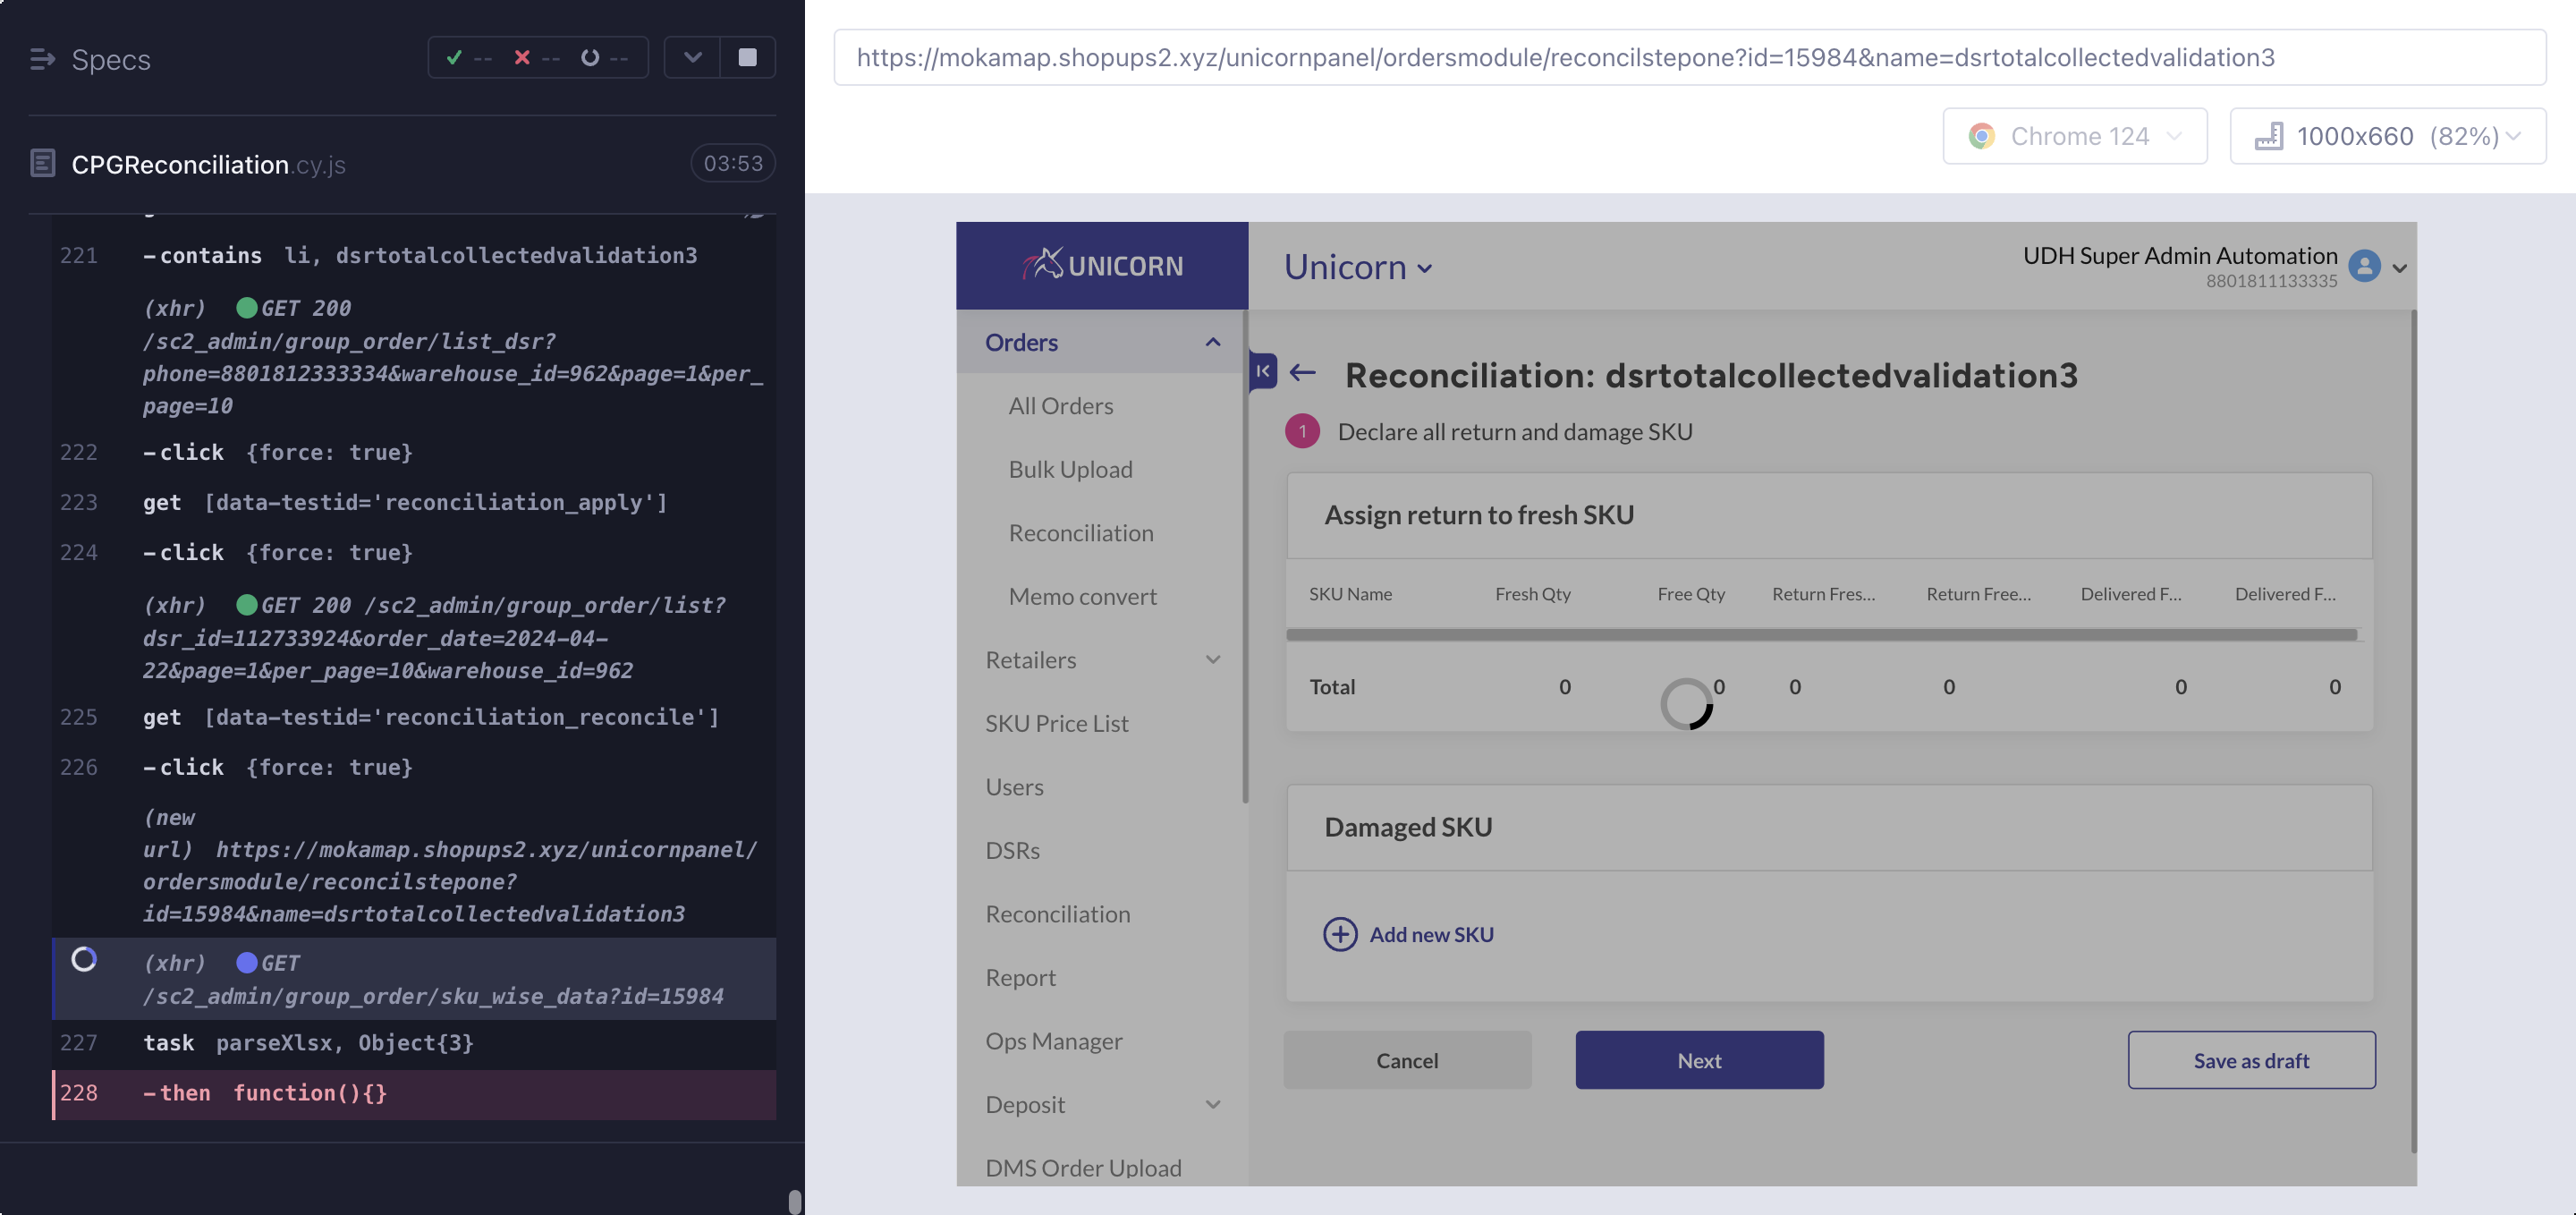 Specs
-- -- --
CPGReconciliation.cy.js 03:53
221 -contains li, dsrtotalcollectedvalidation3
(xhr) GET 200
/sc2_admin/group_order/list_dsr?
phone=8801812333334&warehouse_id=962&page=1&per_
page=10
222 -click {force: true}
223 get [data-testid='reconciliation_apply']
224 -click {force: true}
(xhr) GET 200 /sc2_admin/group_order/list?
dsr_id=112733924&order_date=2024-04-
22&page=1&per_page=10&warehouse_id=962
225 get [data-testid='reconciliation_reconcile']
226 -click {force: true}
(new
url) https://mokamap.shopups2.xyz/unicornpanel/
ordersmodule/reconcilstepone?
id=15984&name=dsrtotalcollectedvalidation3
(xhr) GET
/sc2_admin/group_order/sku_wise_data?id=15984
227 task parseXlsx, Object{3}
228 -then function(){}
https://mokamap.shopups2.xyz/unicornpanel/ordersmodule/reconcilstepone?id=15984&name=dsrtotalcollectedvalidation3
Chrome 124
1000x660 (82%)
UNICORN
Unicorn
UDH Super Admin Automation
8801811133335
Orders
All Orders
Bulk Upload
Reconciliation
Memo convert
Retailers
SKU Price List
Users
DSRs
Reconciliation
Report
Ops Manager
Deposit
DMS Order Upload
Reconciliation: dsrtotalcollectedvalidation3
1 Declare all return and damage SKU
Assign return to fresh SKU
SKU Name Fresh Qty Free Qty Return Fres... Return Free... Delivered F... Delivered F...
Total 0 0 0 0 0 0
Damaged SKU
Add new SKU
Cancel Next Save as draft